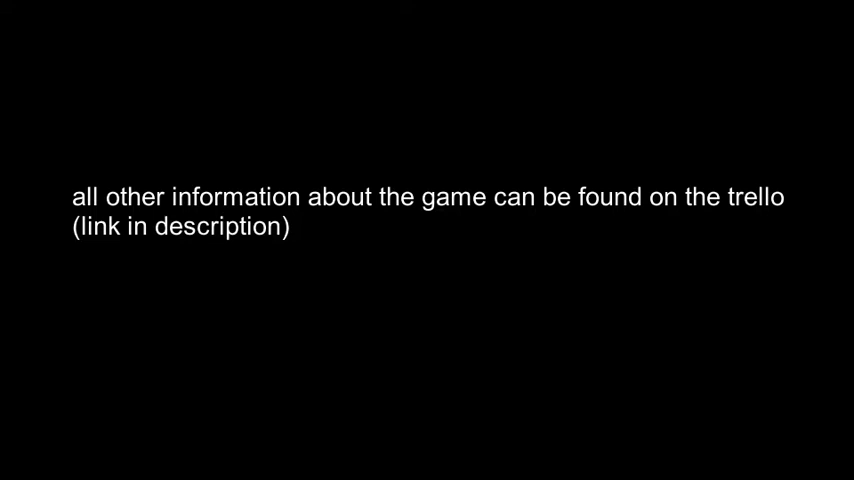 all other information about the game can be found on the trello
(link in description)